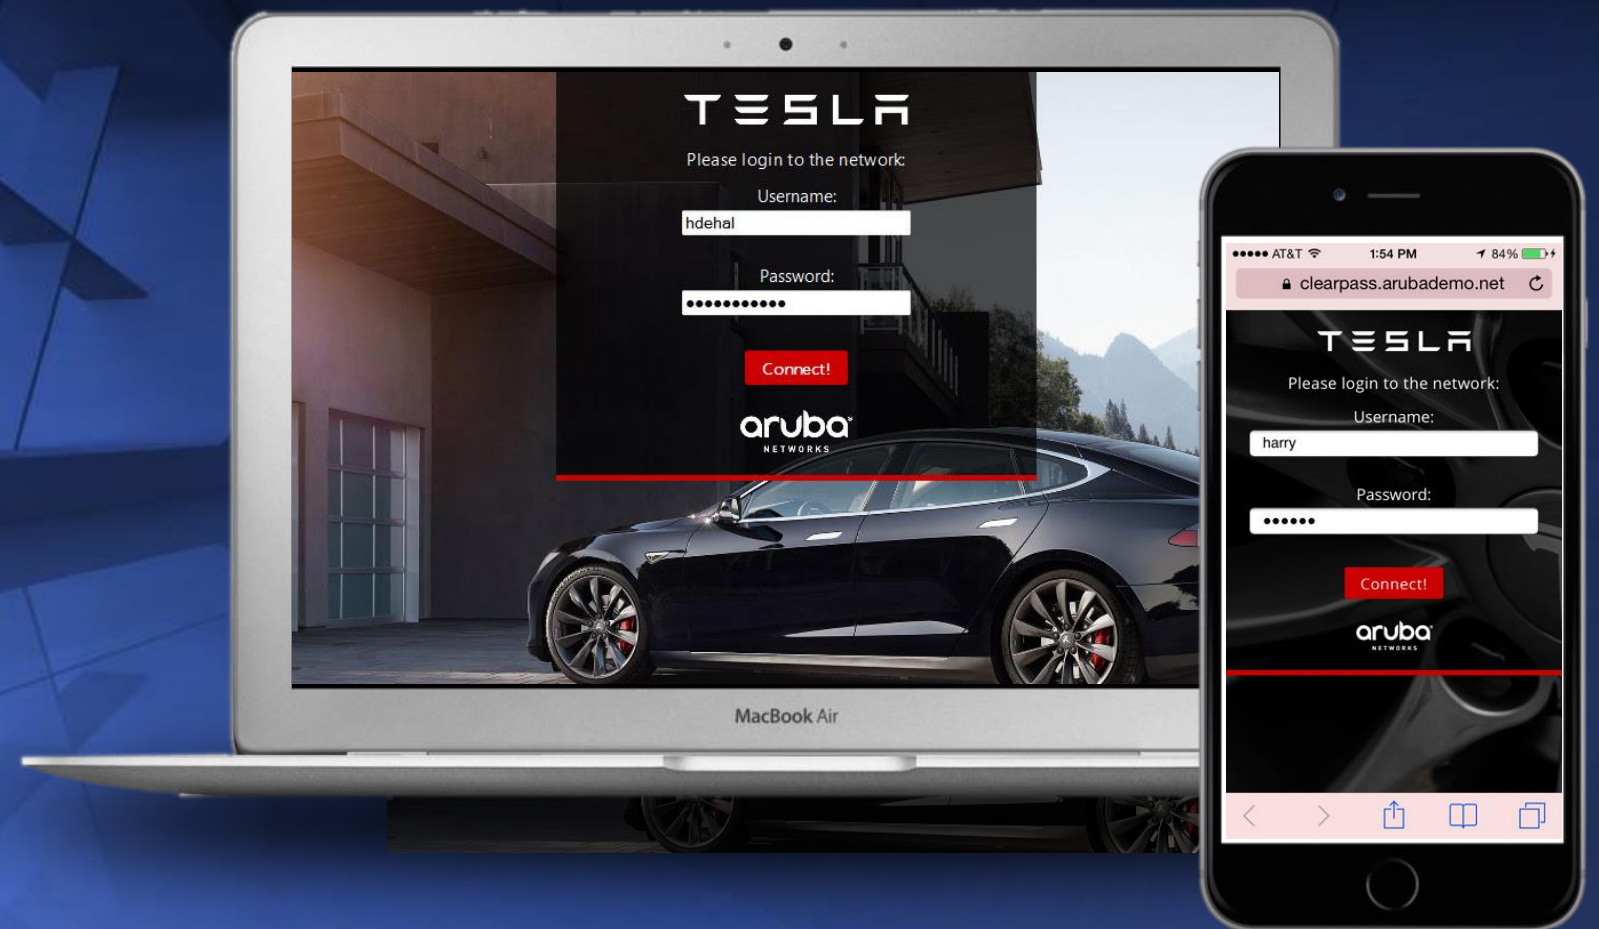 TESLA
Please login to the network:
Username:
hdehal
Password:
•••••••••••
Connect!
aruba
NETWORKS
MacBook Air
••••• AT&T 1:54 PM 84%
clearpass.arubademo.net
TESLA
Please login to the network:
Username:
harry
Password:
••••••
Connect!
aruba
NETWORKS